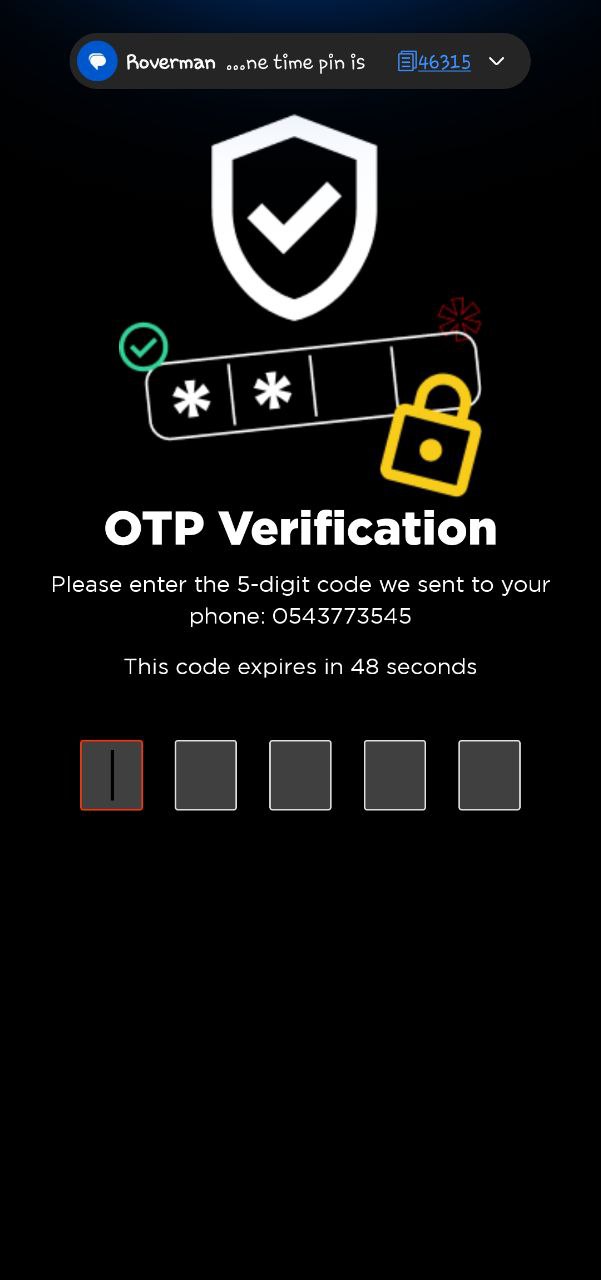 Roverman ...ne time pin is 46315
OTP Verification
Please enter the 5-digit code we sent to your
phone: 0543773545
This code expires in 48 seconds